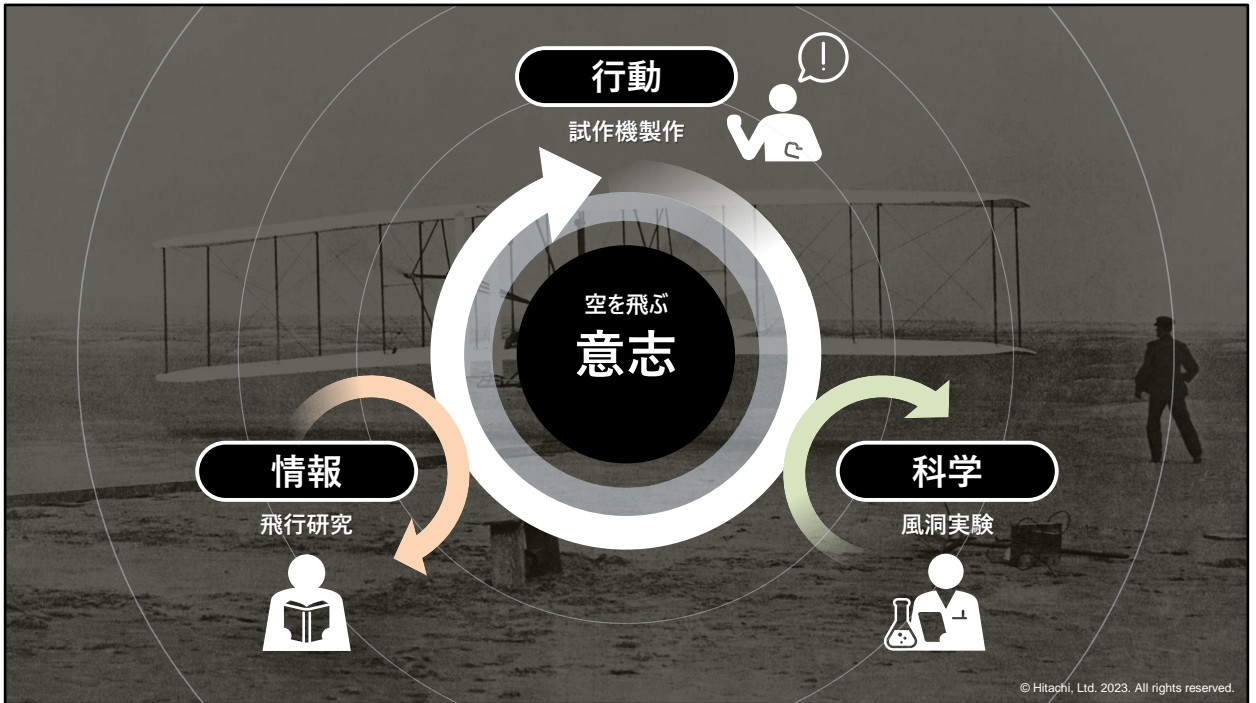 行動
試作機製作
空を飛ぶ
意志
情報
飛行研究
科学
風洞実験
© Hitachi, Ltd. 2023. All rights reserved.